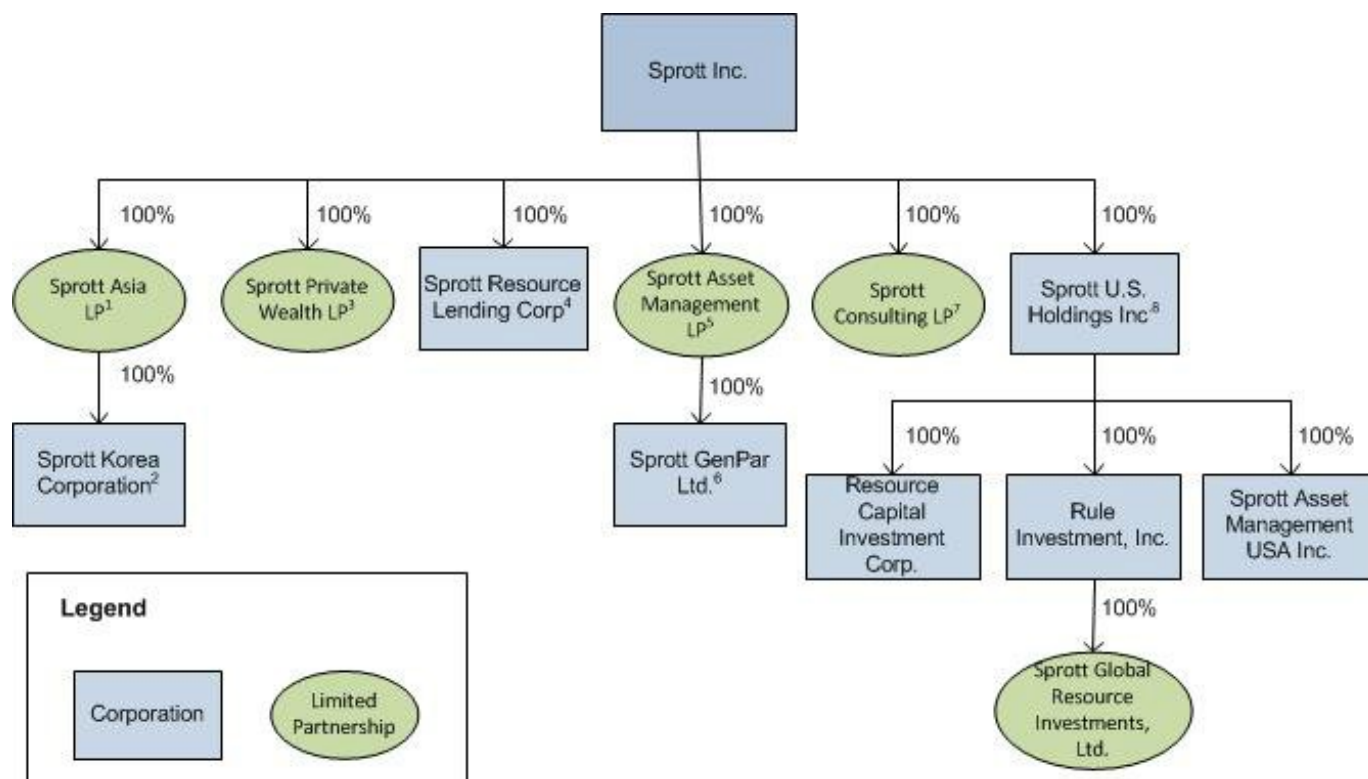 Sprott Inc.
100%
100%
100%
100%
100%
100%
Sprott Asia
LP¹
Sprott Private
Wealth LP³
Sprott Resource
Lending Corp⁴
Sprott Asset
Management
LP⁵
Sprott
Consulting LP⁷
Sprott U.S.
Holdings Inc.⁸
100%
100%
100%
100%
100%
Sprott Korea
Corporation²
Sprott GenPar
Ltd.⁶
Resource
Capital
Investment
Corp.
Rule
Investment, Inc.
Sprott Asset
Management
USA Inc.
100%
Sprott Global
Resource
Investments,
Ltd.
Legend
Corporation
Limited
Partnership